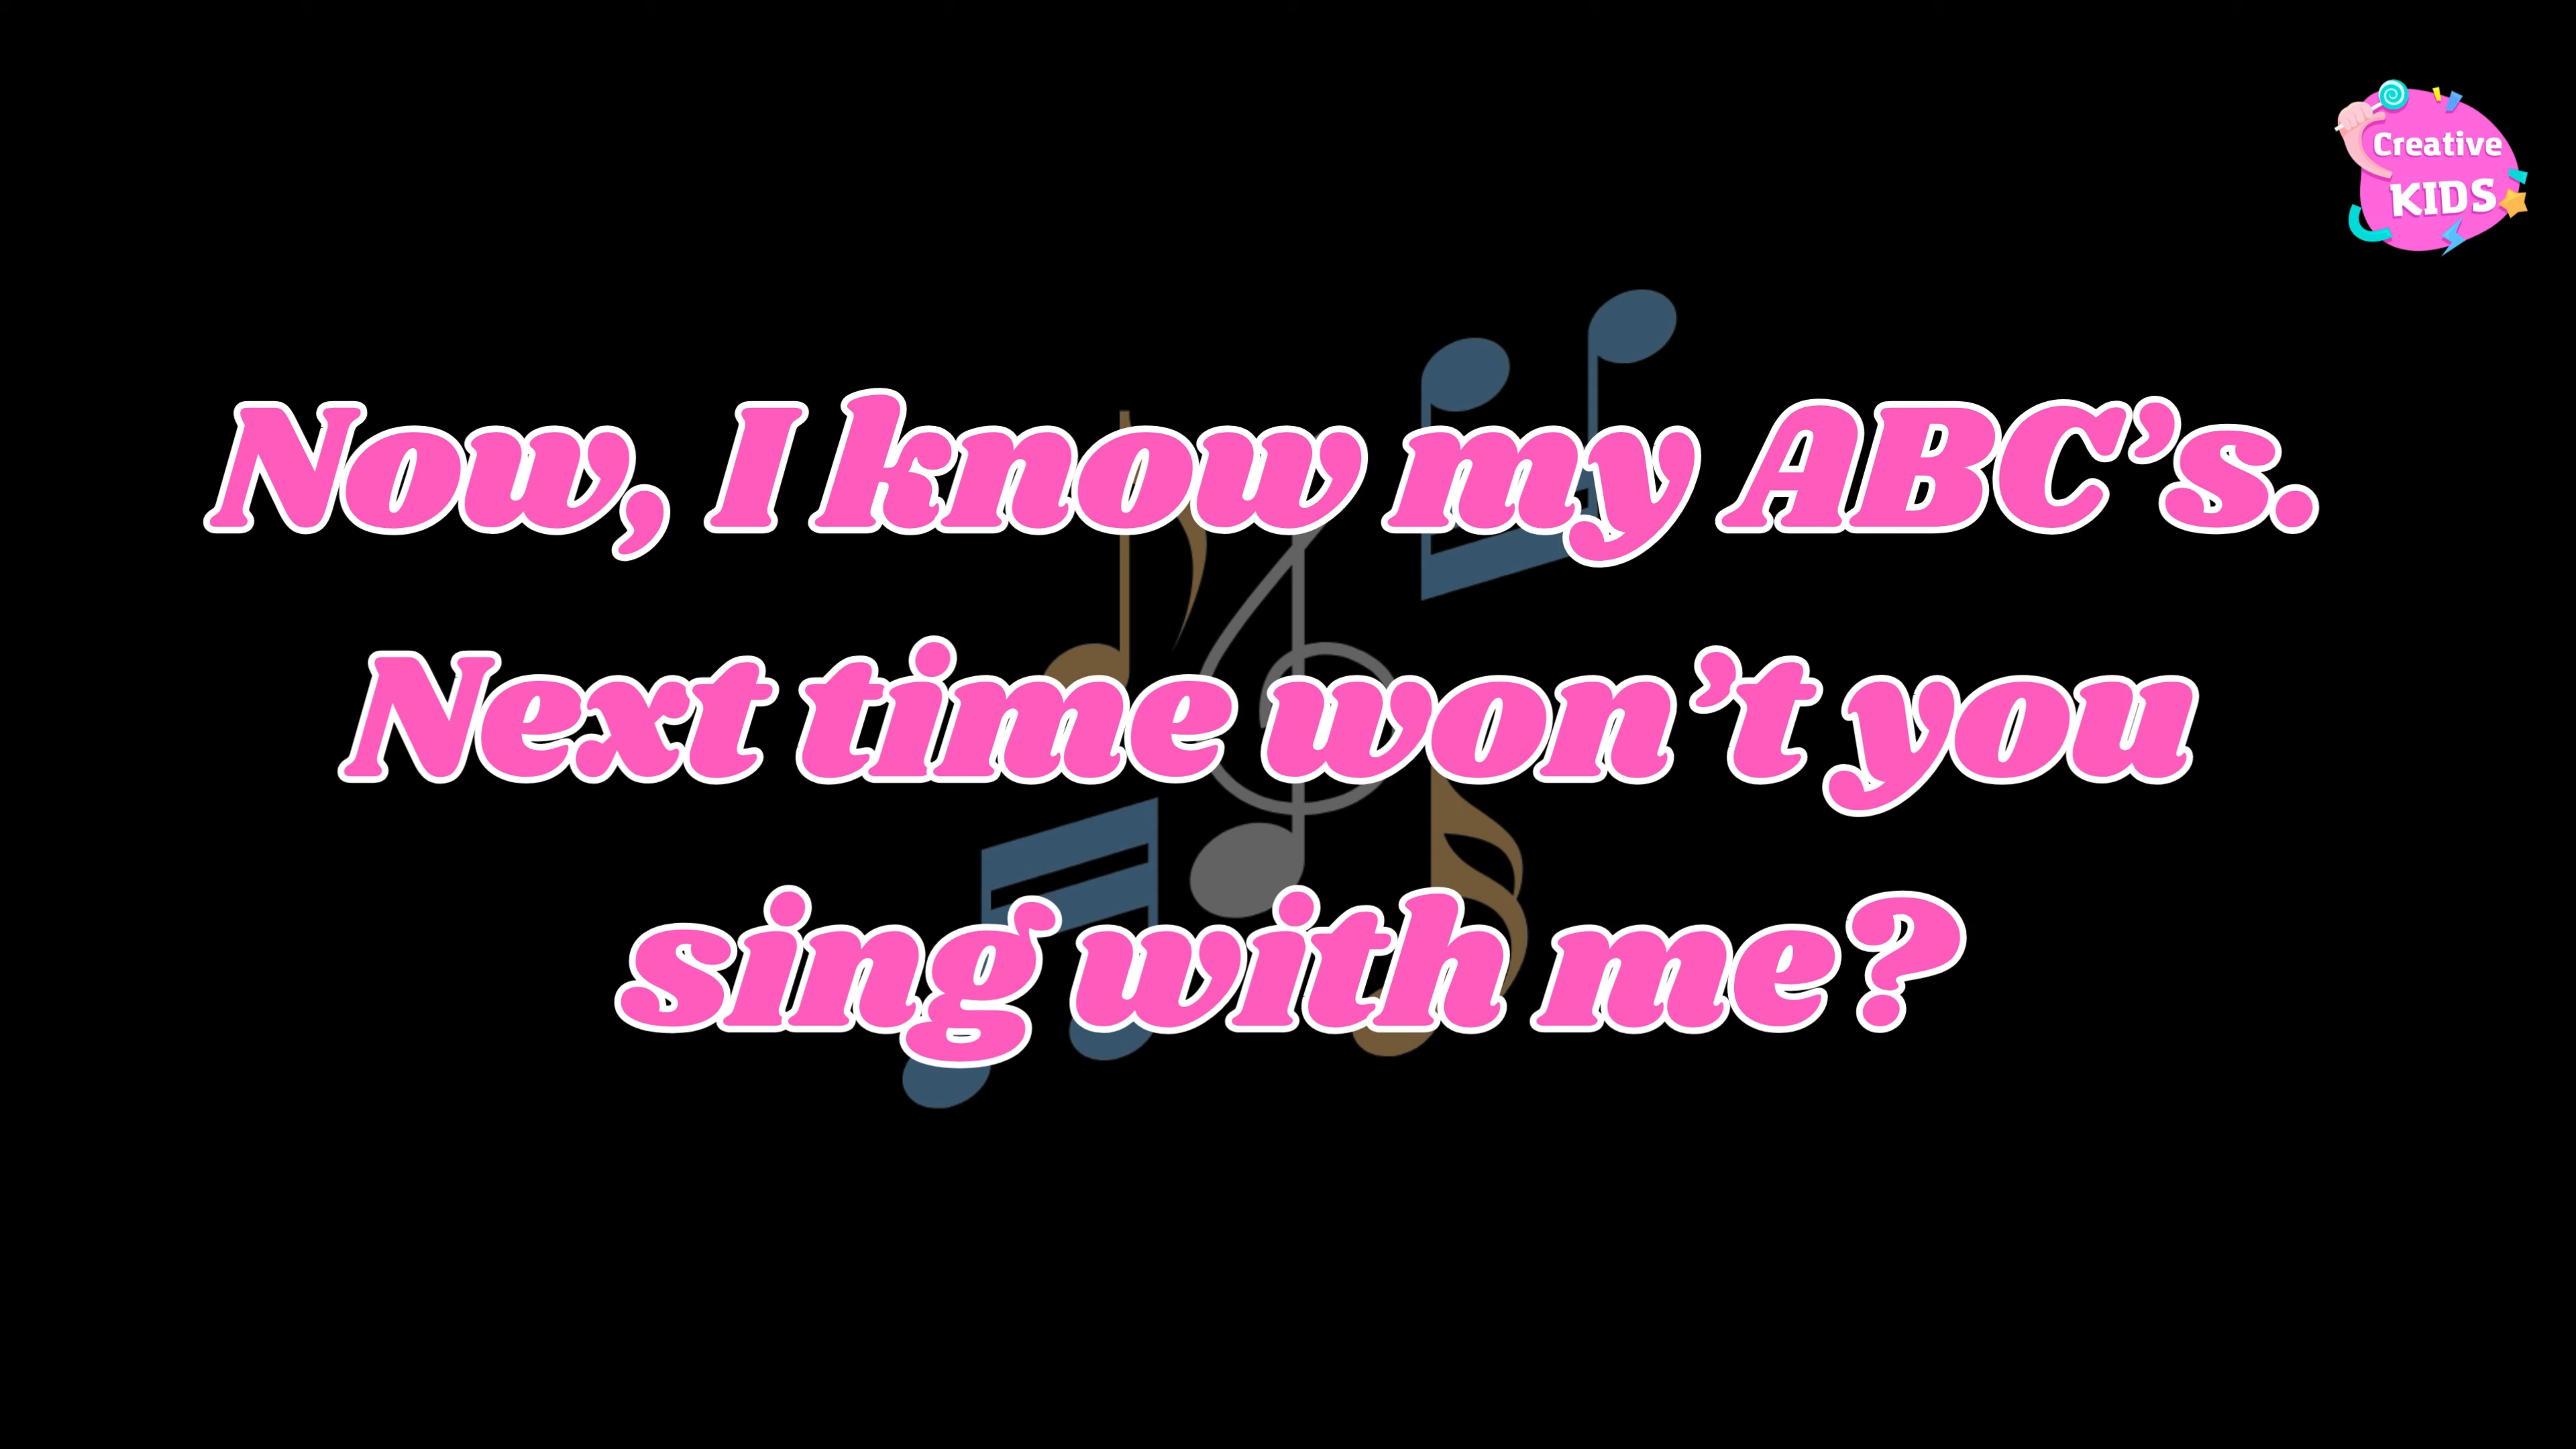 Creative
KIDS
Now, I know my ABC’s.
Next time won’t you
sing with me?